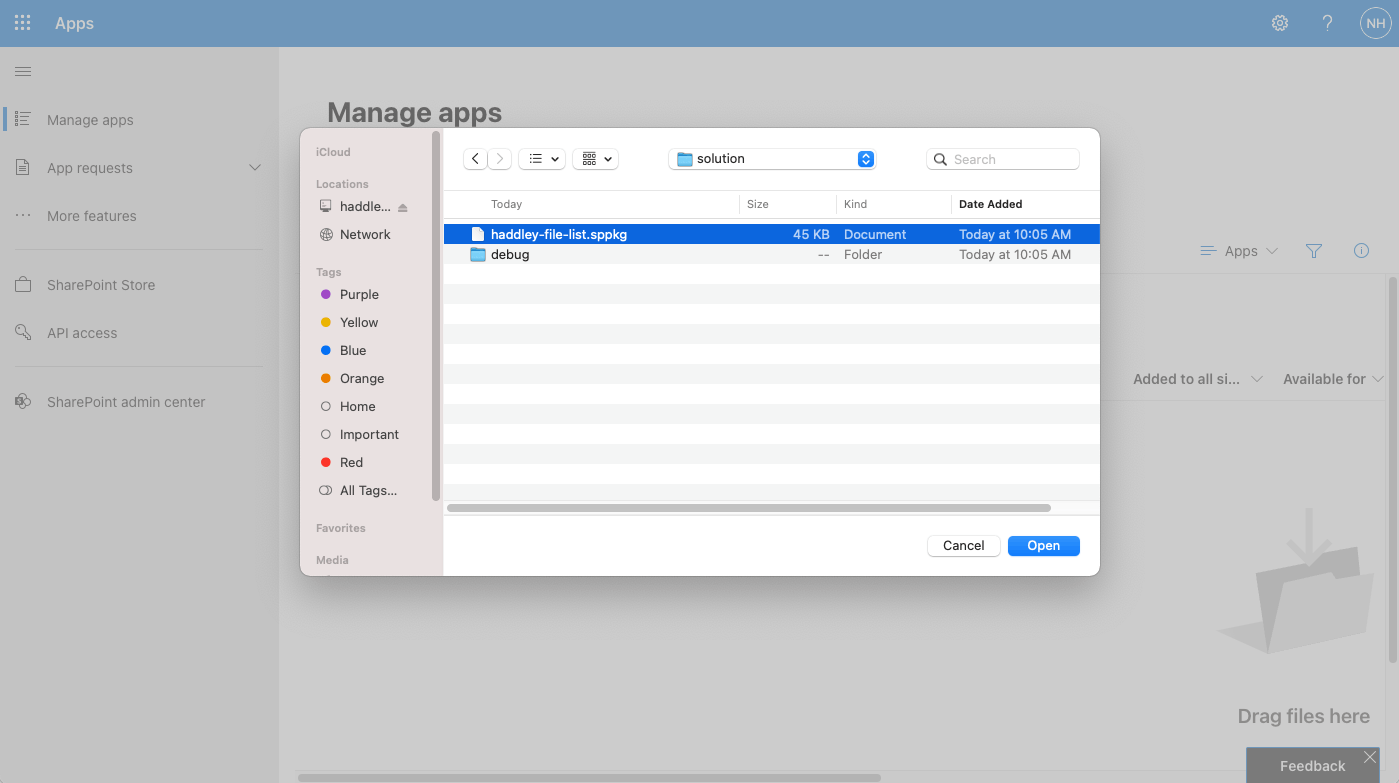 Apps
NH
Manage apps
App requests
More features
SharePoint Store
API access
SharePoint admin center
Manage apps
Apps
Added to all si...
Available for
Drag files here
Feedback
iCloud
Locations
haddle...
Network
Tags
Purple
Yellow
Blue
Orange
Home
Important
Red
All Tags...
Favorites
Media
solution
Search
Today Size Kind Date Added
haddley-file-list.sppkg 45 KB Document Today at 10:05 AM
debug -- Folder Today at 10:05 AM
Cancel
Open